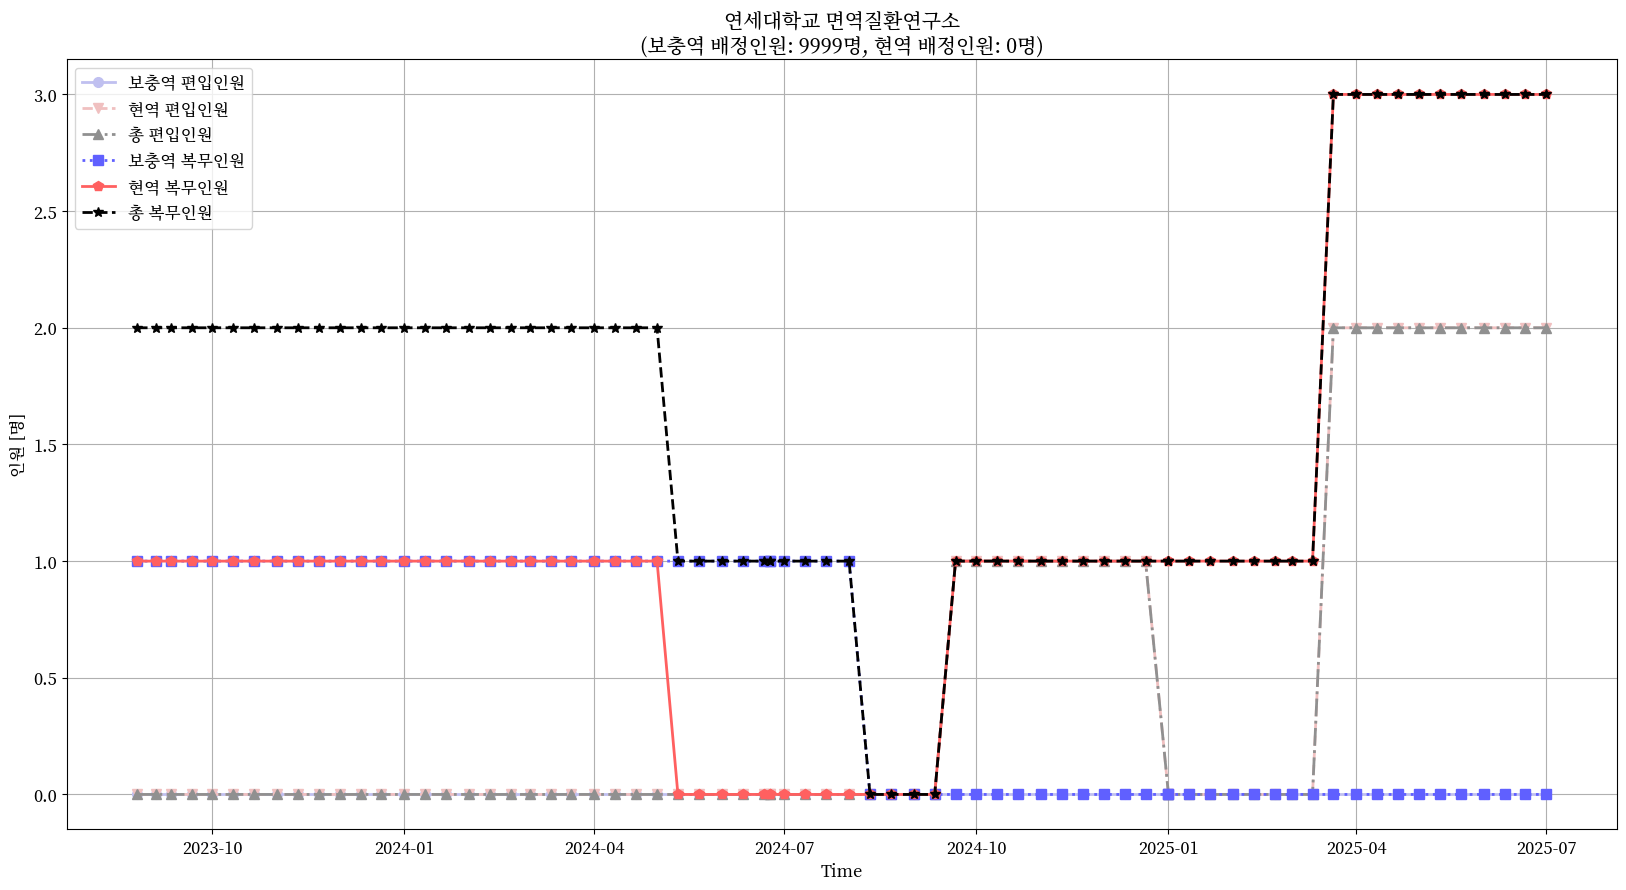 연세대학교 면역질환연구소
(보충역 배정인원: 9999명, 현역 배정인원: 0명)
보충역 편입인원
현역 편입인원
총 편입인원
보충역 복무인원
현역 복무인원
총 복무인원
3.0
2.5
2.0
1.5
1.0
0.5
0.0
인원 [명]
2023-10
2024-01
2024-04
2024-07
2024-10
2025-01
2025-04
2025-07
Time